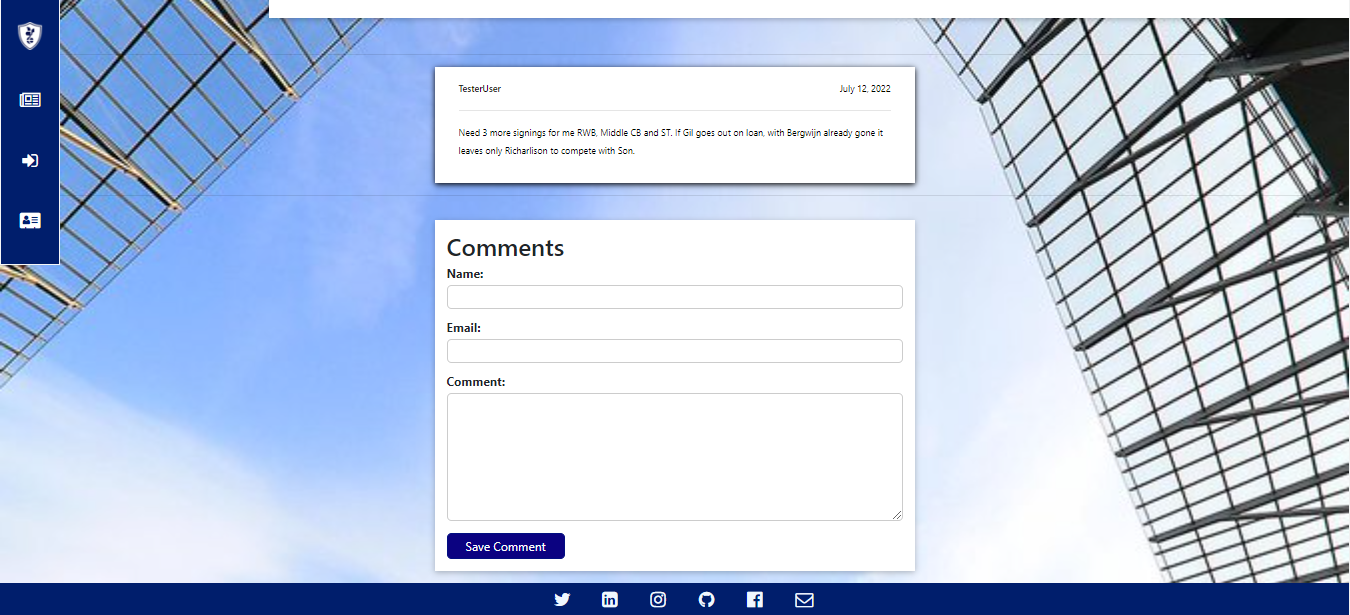 TesterUser July 12, 2022
Need 3 more signings for me RWB, Middle CB and ST. If Gil goes out on loan, with Bergwijn already gone it
leaves only Richarlison to compete with Son.
Comments
Name:
Email:
Comment:
Save Comment